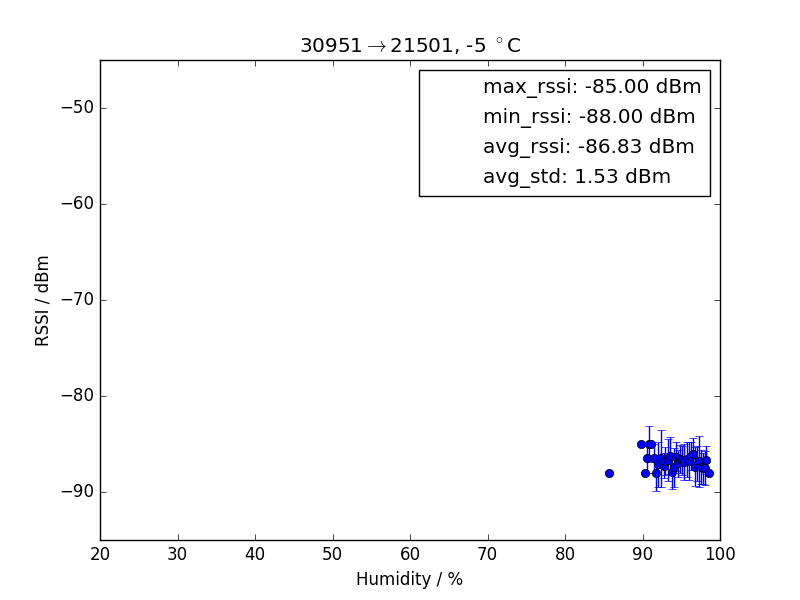 30951→21501, -5 °C
max_rssi: -85.00 dBm
min_rssi: -88.00 dBm
avg_rssi: -86.83 dBm
avg_std: 1.53 dBm
RSSI / dBm
−50
−60
−70
−80
−90
20 30 40 50 60 70 80 90 100
Humidity / %